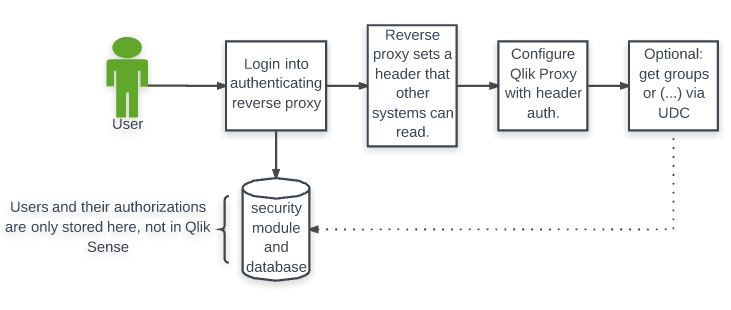 User
Login into
authenticating
reverse proxy
Reverse
proxy sets a
header that
other
systems can
read.
Configure
Qlik Proxy
with header
auth.
Optional:
get groups
or (...) via
UDC
Users and their authorizations
are only stored here, not in Qlik
Sense
security
module
and
database